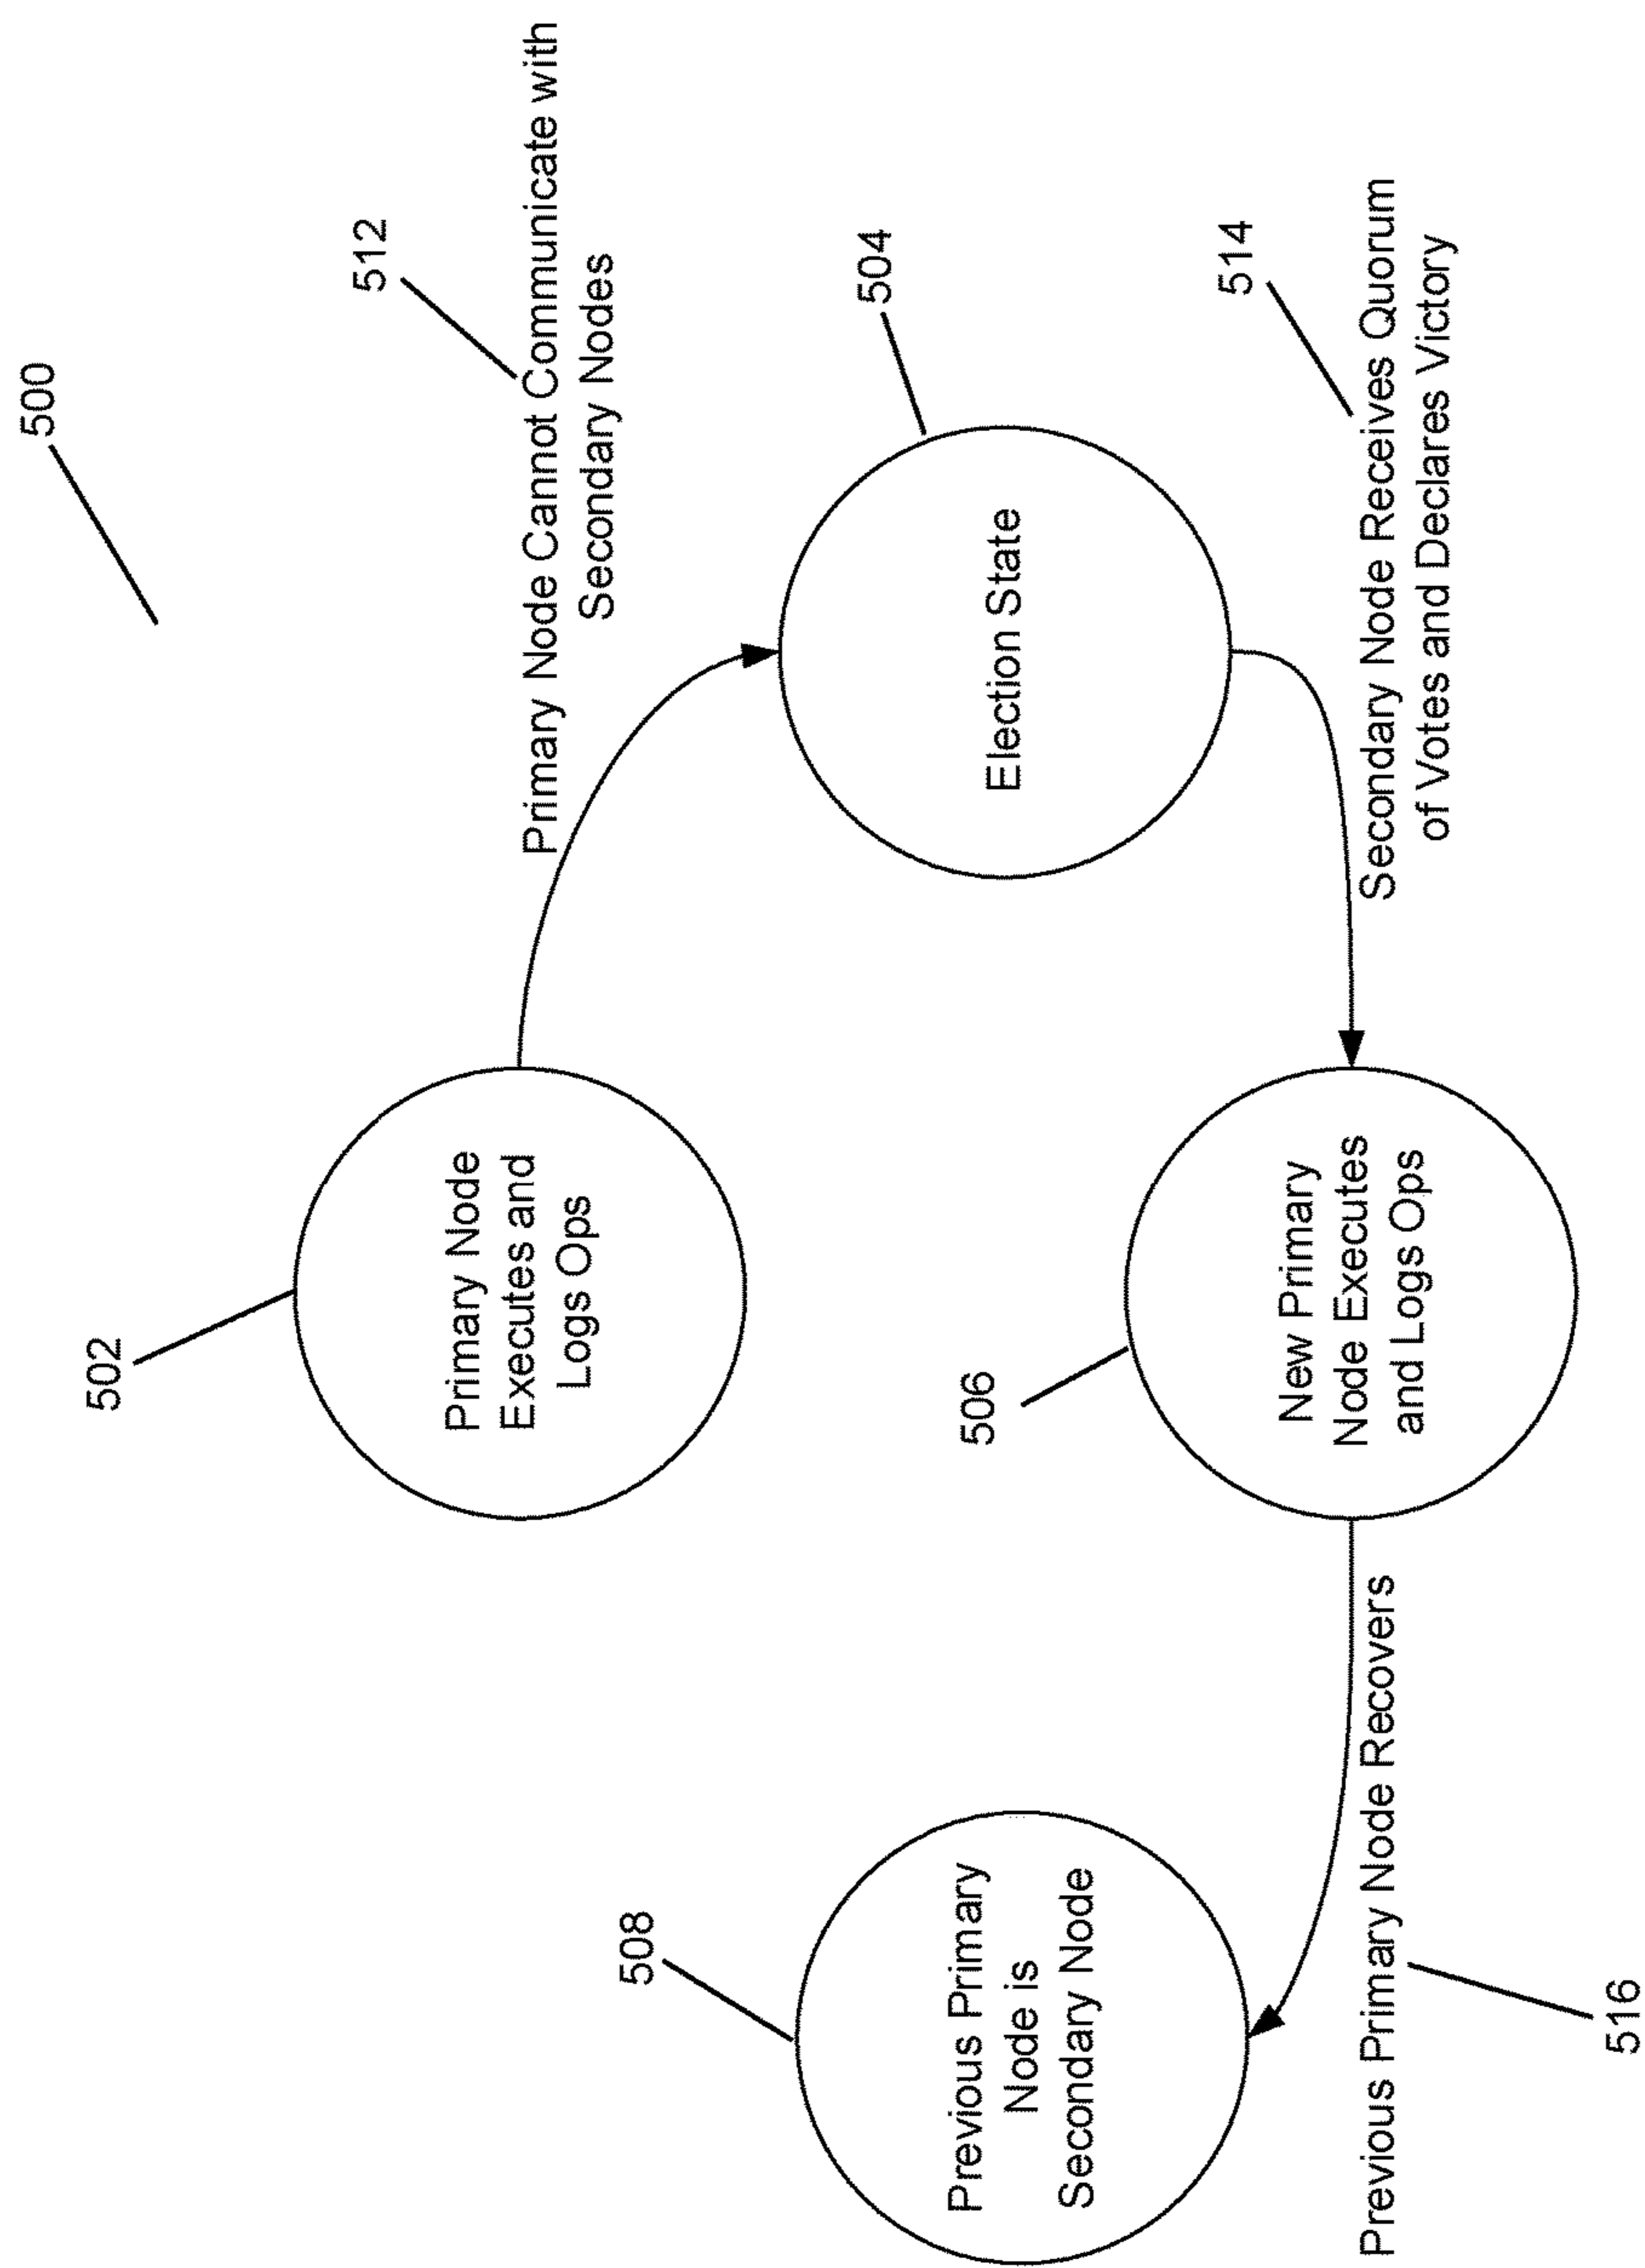 500
502
Primary Node
Executes and
Logs Ops
512
Primary Node Cannot Communicate with
Secondary Nodes
504
Election State
514
Secondary Node Receives Quorum
of Votes and Declares Victory
506
New Primary
Node Executes
and Logs Ops
516
Previous Primary Node Recovers
508
Previous Primary
Node is
Secondary Node